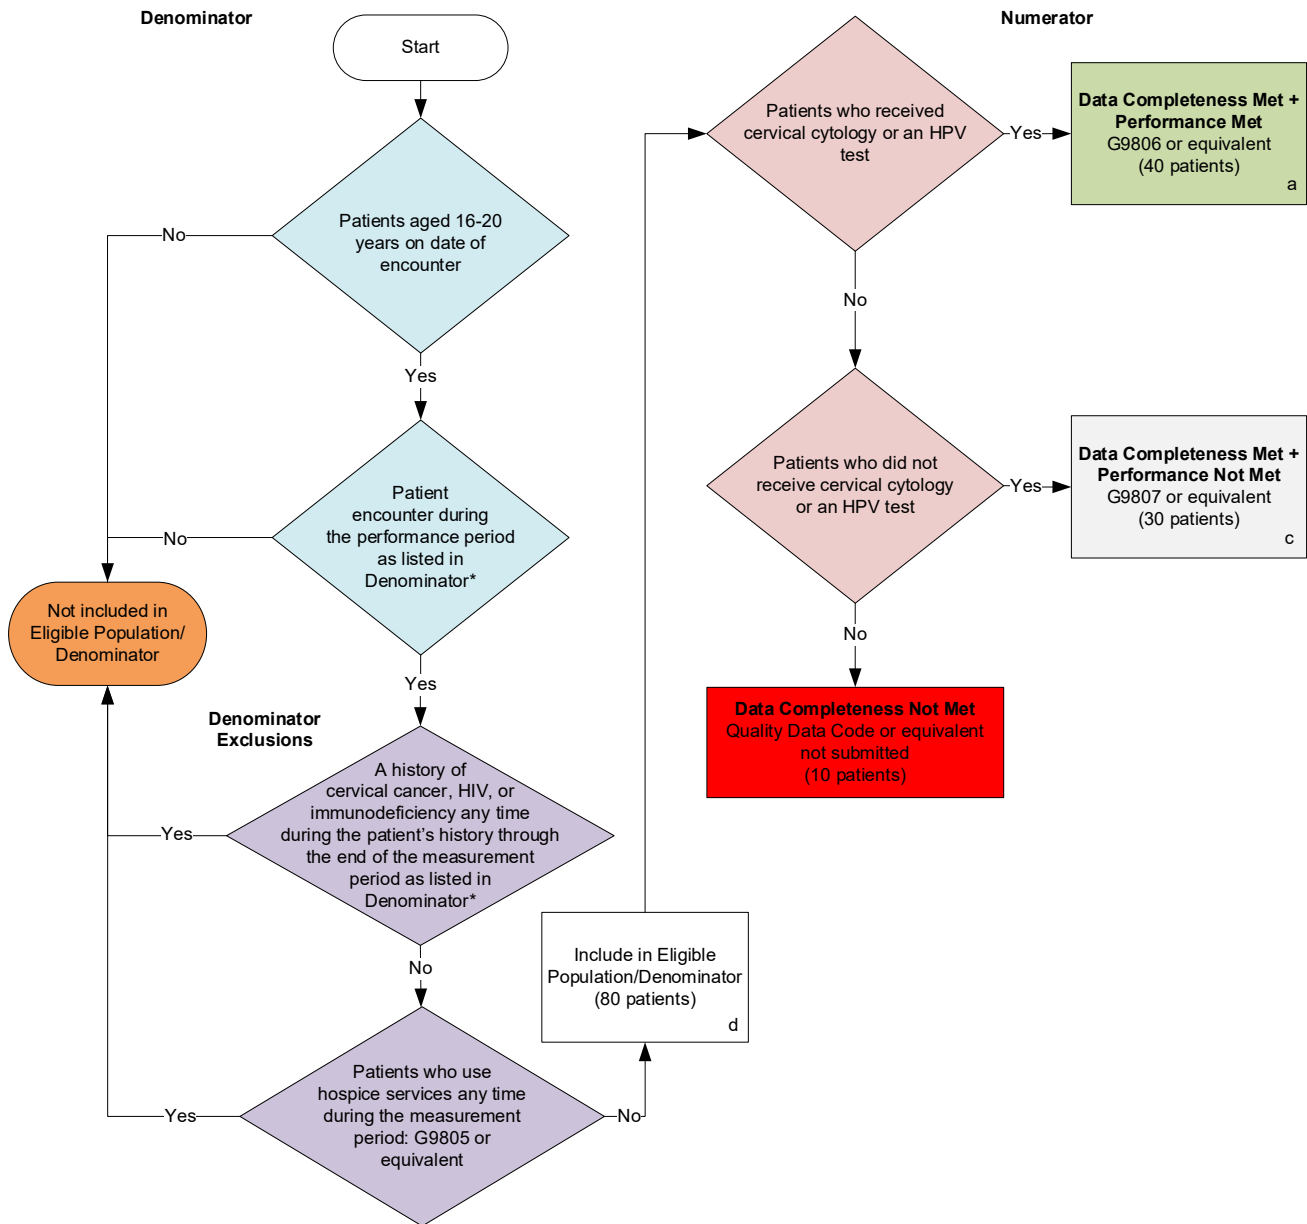 Denominator
Start
Patients aged 16-20
years on date of
encounter
No
Yes
Patient
encounter during
the performance period
as listed in
Denominator*
No
Not included in
Eligible Population/
Denominator
Yes
Denominator
Exclusions
A history of
cervical cancer, HIV, or
immunodeficiency any time
during the patient’s history through
the end of the measurement
period as listed in
Denominator*
Yes
No
Patients who use
hospice services any time
during the measurement
period: G9805 or
equivalent
Yes
No
Include in Eligible
Population/Denominator
(80 patients)
d
Numerator
Patients who received
cervical cytology or an HPV
test
Yes
Data Completeness Met +
Performance Met
G9806 or equivalent
(40 patients)
a
No
Patients who did not
receive cervical cytology
or an HPV test
Yes
Data Completeness Met +
Performance Not Met
G9807 or equivalent
(30 patients)
c
No
Data Completeness Not Met
Quality Data Code or equivalent
not submitted
(10 patients)